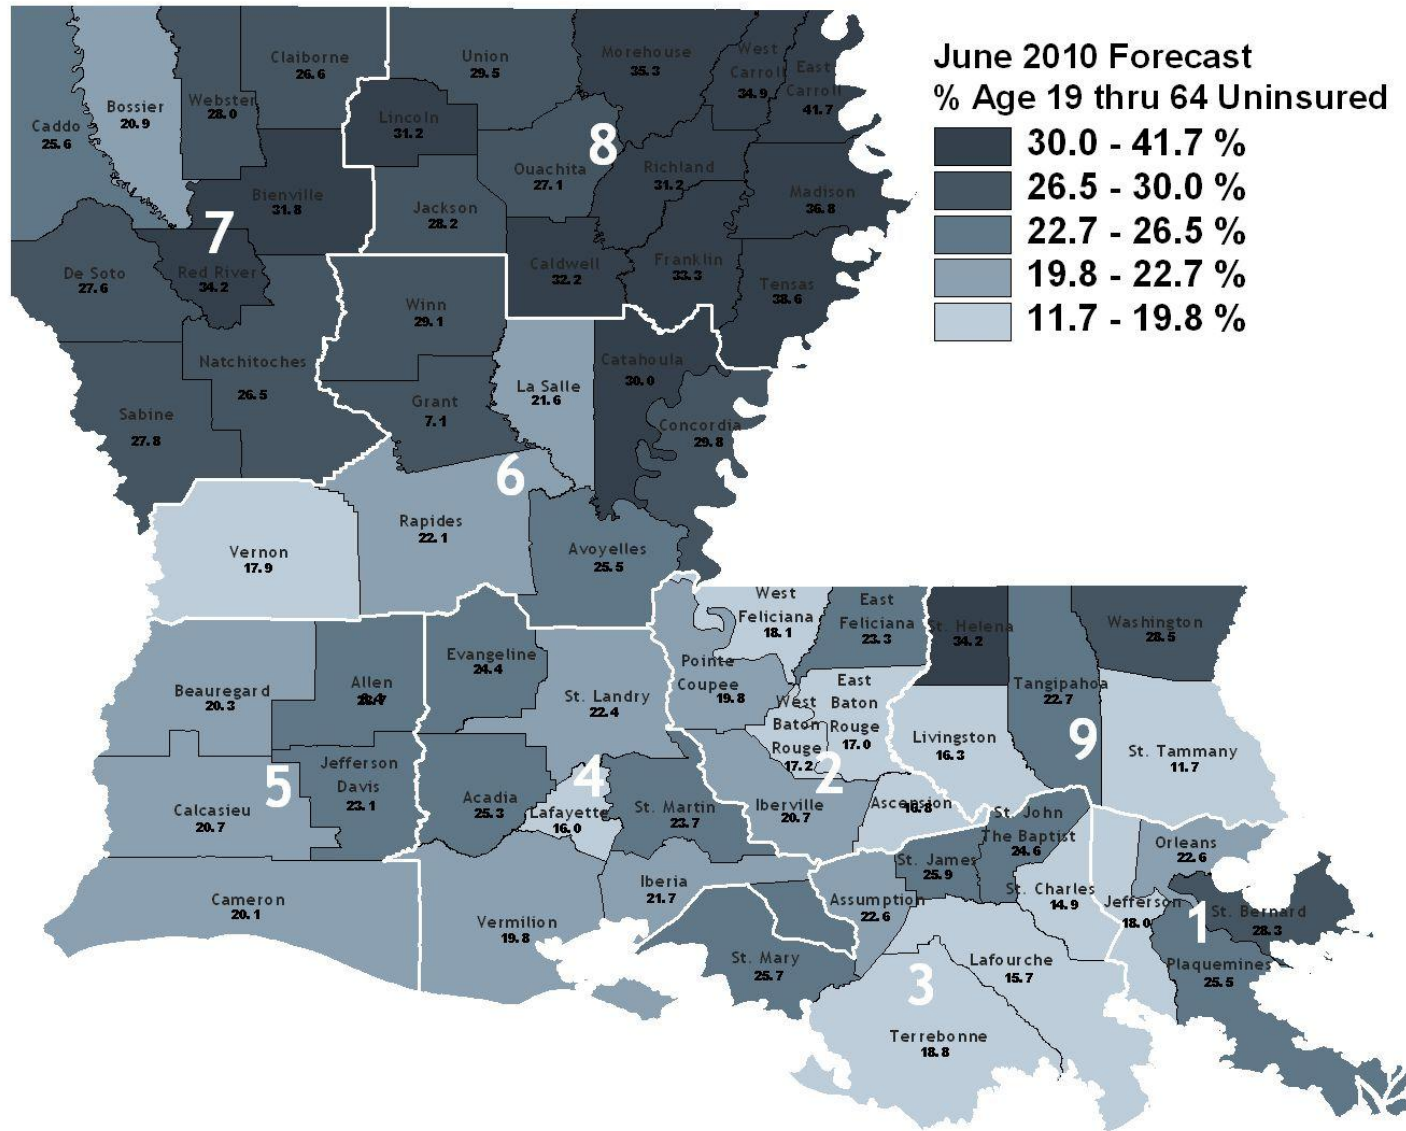 June 2010 Forecast
% Age 19 thru 64 Uninsured
30.0 - 41.7 %
26.5 - 30.0 %
22.7 - 26.5 %
19.8 - 22.7 %
11.7 - 19.8 %
Caddo
25.6
Bossier
20.9
Webster
28.0
Claiborne
26.6
Union
29.5
Morehouse
35.3
West
Carroll
34.9
East
Carroll
41.7
Lincoln
31.2
Ouachita
27.1
8
Richland
31.2
Madison
36.8
Bienville
31.8
7
Jackson
28.2
De Soto
27.6
Red River
34.2
Caldwell
32.2
Franklin
33.3
Tensas
38.6
Winn
29.1
Natchitoches
26.5
Sabine
27.8
Grant
7.1
La Salle
21.6
Catahoula
30.0
Concordia
29.8
6
Vernon
17.9
Rapides
22.1
Avoyelles
25.5
West
Feliciana
18.1
East
Feliciana
23.3
St. Helena
34.2
Washington
28.5
Beauregard
20.3
Allen
Evangeline
24.4
St. Landry
22.4
Pointe
Coupee
19.8
West
Baton
Rouge
17.2
East
Baton
Rouge
17.0
Livingston
16.3
Tangipahoa
22.7
9
St. Tammany
11.7
Calcasieu
20.7
5
Jefferson
Davis
23.1
Acadia
25.3
4
Lafayette
16.0
St. Martin
23.7
2
Iberville
20.7
Ascension
16.8
St. John
The Baptist
24.6
St. James
25.9
Orleans
22.6
Cameron
20.1
Vermilion
19.8
Iberia
21.7
Assumption
22.6
St. Charles
14.9
Jefferson
18.0
1
St. Bernard
28.3
St. Mary
25.7
3
Lafourche
15.7
Plaquemines
25.5
Terrebonne
18.8